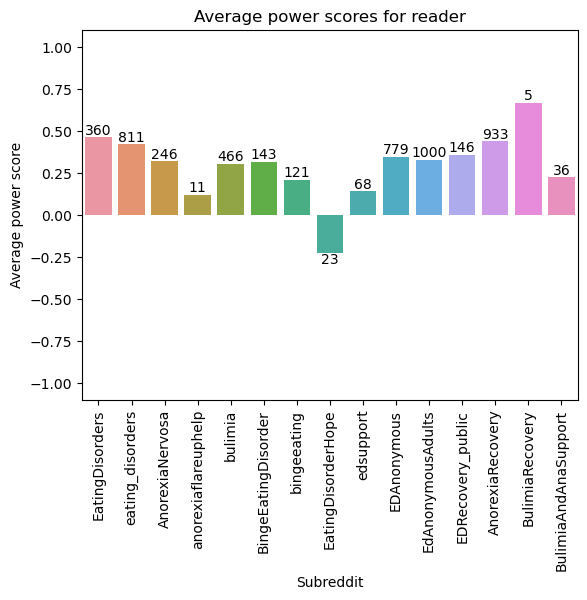 Average power scores for reader
Average power score
1.00
0.75
0.50
0.25
0.00
−0.25
−0.50
−0.75
−1.00
360
811
246
11
466
143
121
23
68
779
1000
146
933
5
36
EatingDisorders
eating_disorders
AnorexiaNervosa
anorexiaflareuphelp
bulimia
BingeEatingDisorder
bingeeating
EatingDisorderHope
edsupport
EDAnonymous
EdAnonymousAdults
EDRecovery_public
AnorexiaRecovery
BulimiaRecovery
BulimiaAndAnaSupport
Subreddit